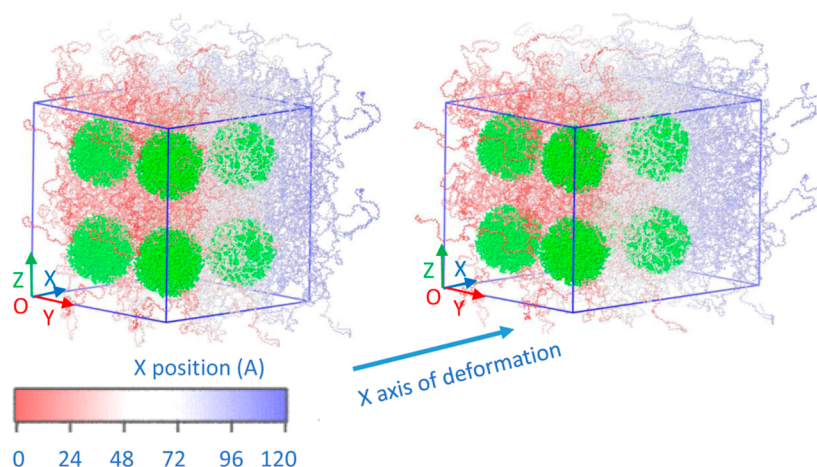 Z
X
O
Y
Z
X
O
Y
X position (A)
X axis of deformation
0 24 48 72 96 120